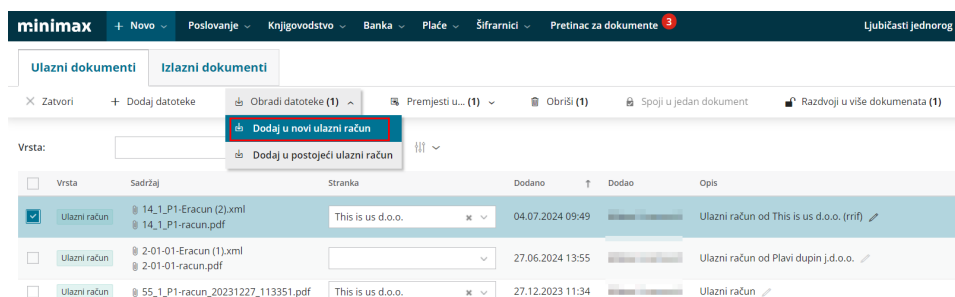 minimax + Novo Poslovanje Knjigovodstvo Banka Plaće Šifrarnici Pretinac za dokumente 3 Ljubičasti jednorog
Ulazni dokumenti Izlazni dokumenti
Zatvori + Dodaj datoteke Obradi datoteke (1) Premjesti u... (1) Obriši (1) Spoji u jedan dokument Razdvoji u više dokumenata (1)
Dodaj u novi ulazni račun
Vrsta:
Dodaj u postojeći ulazni račun
Vrsta Sadržaj Stranka Dodano ↑ Dodao Opis
Ulazni račun 14_1_P1-Eracun (2).xml This is us d.o.o. 04.07.2024 09:49 Ulazni račun od This is us d.o.o. (rrif)
14_1_P1-racun.pdf
Ulazni račun 2-01-01-Eracun (1).xml 27.06.2024 13:55 Ulazni račun od Plavi dupin j.d.o.o.
2-01-01-racun.pdf
Ulazni račun 55_1_P1-racun_20231227_113351.pdf This is us d.o.o. 27.12.2023 11:34 Ulazni račun